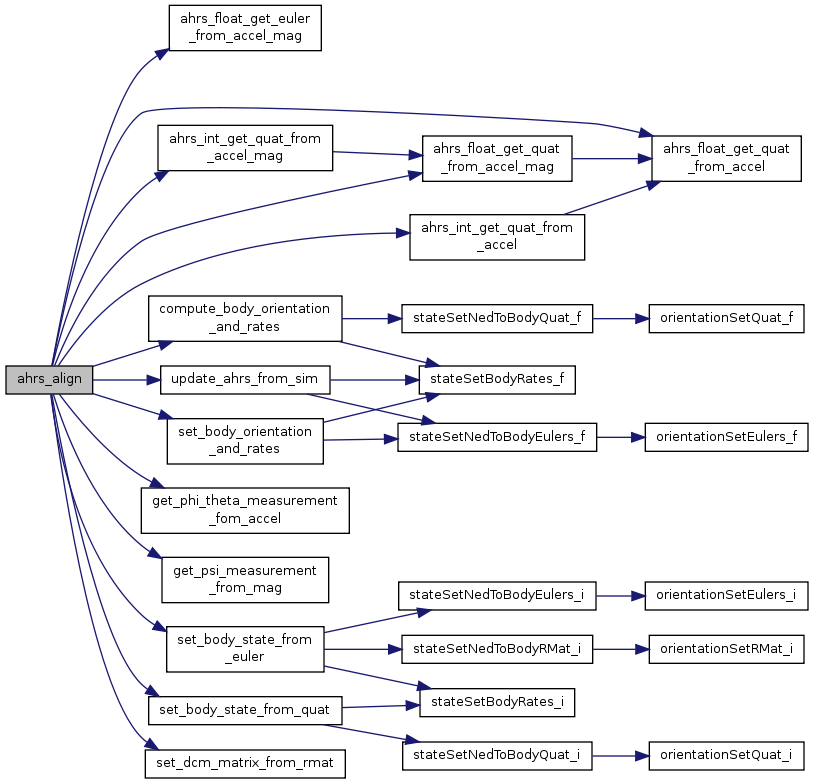 ahrs_float_get_euler
_from_accel_mag
ahrs_int_get_quat_from
_accel_mag
ahrs_float_get_quat
_from_accel_mag
ahrs_float_get_quat
_from_accel
ahrs_int_get_quat_from
_accel
compute_body_orientation
_and_rates
stateSetNedToBodyQuat_f
orientationSetQuat_f
ahrs_align
update_ahrs_from_sim
stateSetBodyRates_f
set_body_orientation
_and_rates
stateSetNedToBodyEulers_f
orientationSetEulers_f
get_phi_theta_measurement
_fom_accel
get_psi_measurement
_from_mag
stateSetNedToBodyEulers_i
orientationSetEulers_i
set_body_state_from
_euler
stateSetNedToBodyRMat_i
orientationSetRMat_i
stateSetBodyRates_i
set_body_state_from_quat
stateSetNedToBodyQuat_i
orientationSetQuat_i
set_dcm_matrix_from_rmat